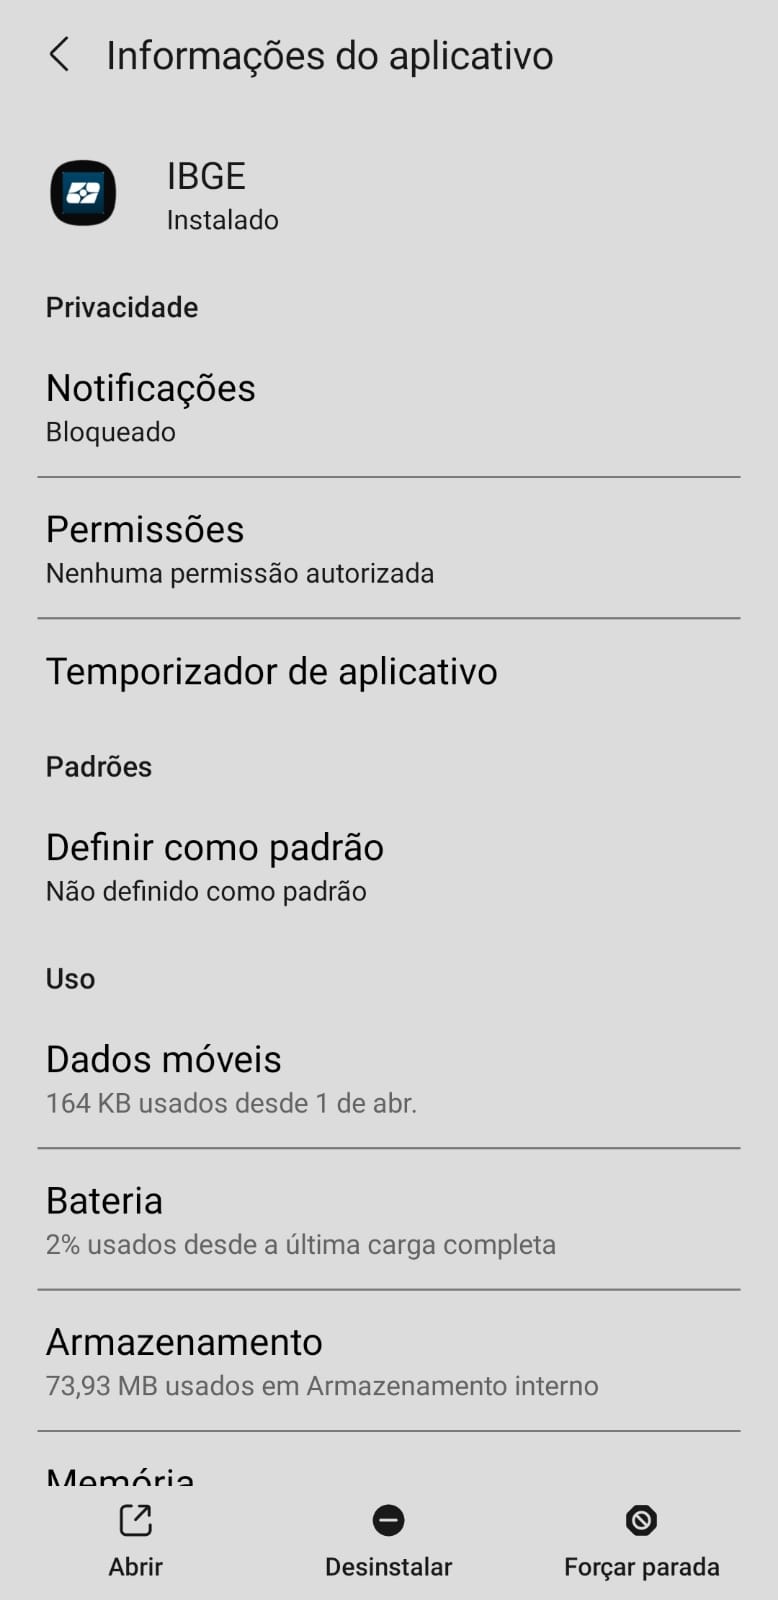 Informações do aplicativo
IBGE
Instalado
Privacidade
Notificações
Bloqueado
Permissões
Nenhuma permissão autorizada
Temporizador de aplicativo
Padrões
Definir como padrão
Não definido como padrão
Uso
Dados móveis
164 KB usados desde 1 de abr.
Bateria
2% usados desde a última carga completa
Armazenamento
73,93 MB usados em Armazenamento interno
Memória
Abrir
Desinstalar
Forçar parada